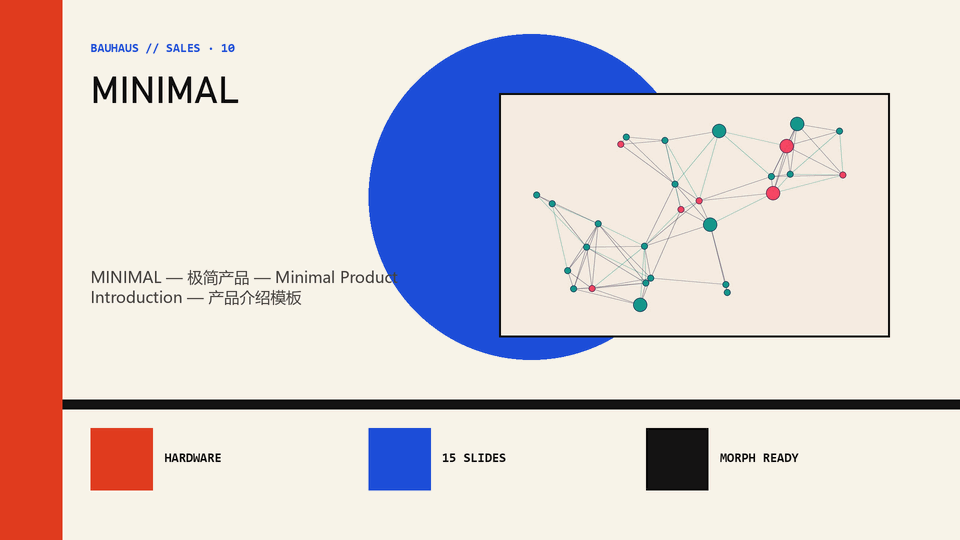 BAUHAUS // SALES · 10
MINIMAL
MINIMAL — 极简产品 — Minimal Product
Introduction — 产品介绍模板
HARDWARE
15 SLIDES
MORPH READY